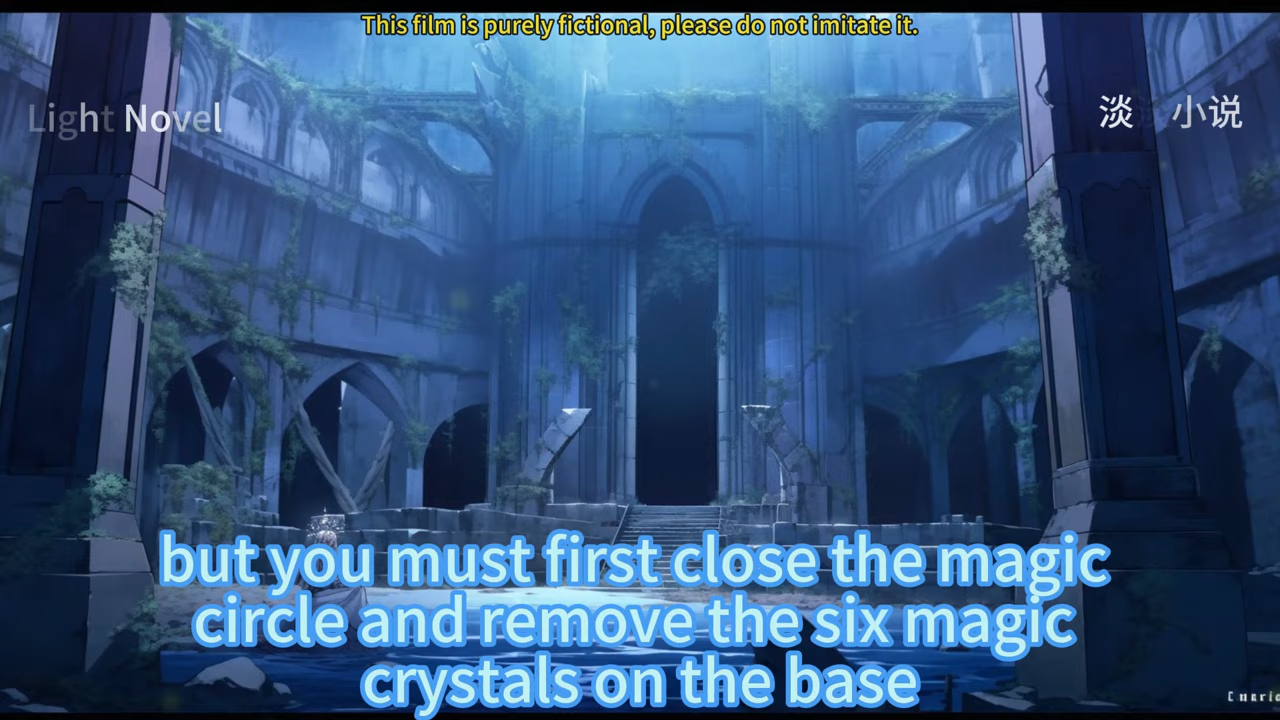 This film is purely fictional, please do not imitate it.
Light Novel
淡 小说
but you must first close the magic
circle and remove the six magic
crystals on the base